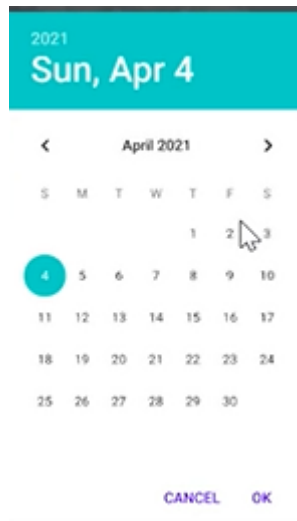 2021
Sun, Apr 4
April 2021
S M T W T F S
1 2 3
4 5 6 7 8 9 10
11 12 13 14 15 16 17
18 19 20 21 22 23 24
25 26 27 28 29 30
CANCEL OK